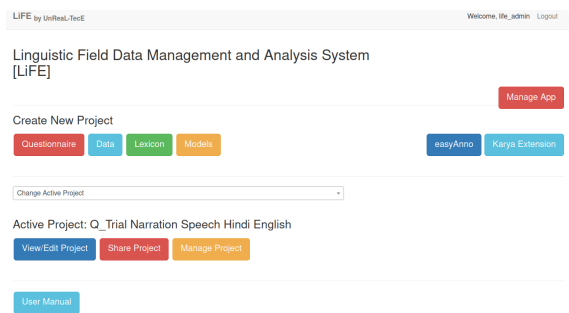 LiFE by UnReaL-TecE Welcome, life_admin Logout
Linguistic Field Data Management and Analysis System
[LiFE]
Manage App
Create New Project
Questionnaire Data Lexicon Models easyAnno Karya Extension
Change Active Project
Active Project: Q_Trial Narration Speech Hindi English
View/Edit Project Share Project Manage Project
User Manual